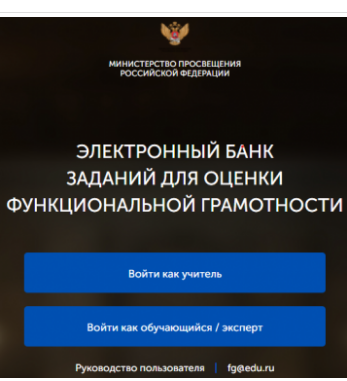 МИНИСТЕРСТВО ПРОСВЕЩЕНИЯ
РОССИЙСКОЙ ФЕДЕРАЦИИ
ЭЛЕКТРОННЫЙ БАНК
ЗАДАНИЙ ДЛЯ ОЦЕНКИ
ФУНКЦИОНАЛЬНОЙ ГРАМОТНОСТИ
Войти как учитель
Войти как обучающийся / эксперт
Руководство пользователя | fg@edu.ru